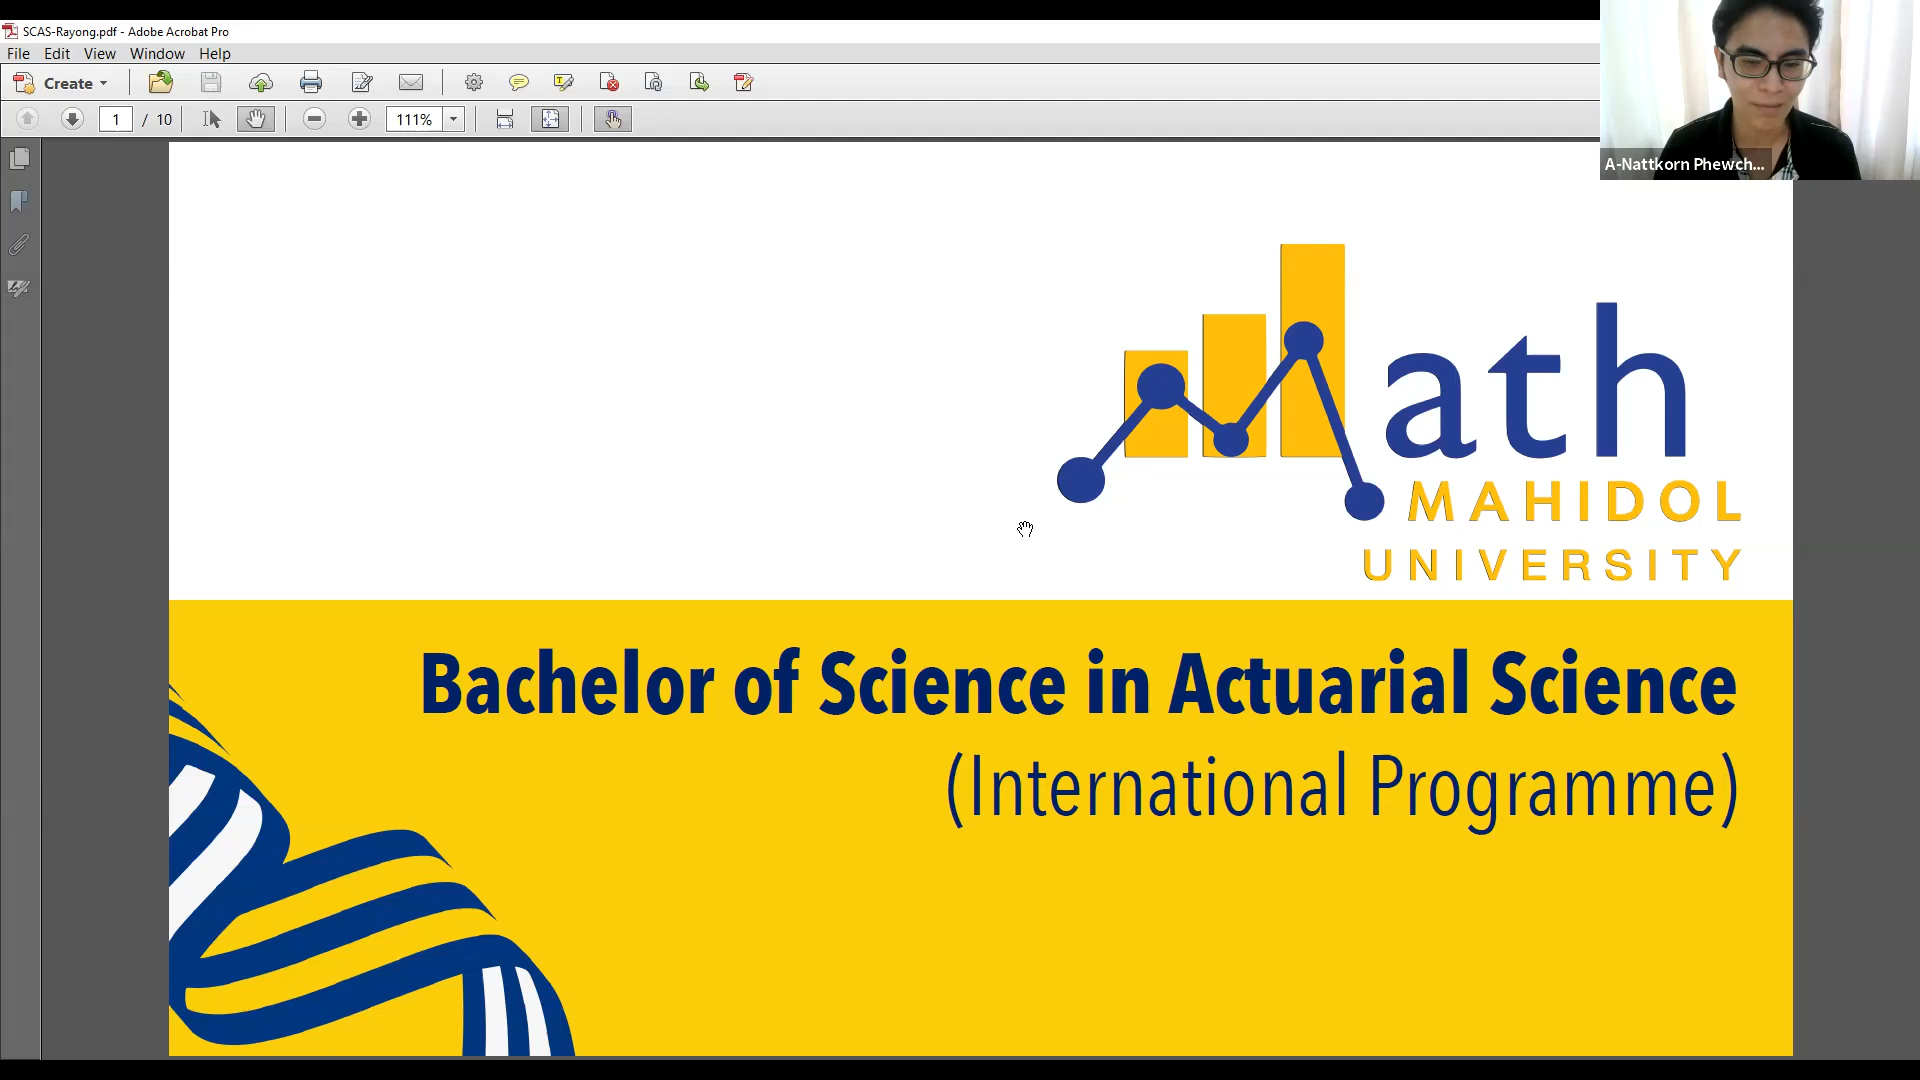 SCAS-Rayong.pdf - Adobe Acrobat Pro
File Edit View Window Help
Create
1 / 10 111%
A-Nattkorn Phewch...
ath
MAHIDOL
UNIVERSITY
Bachelor of Science in Actuarial Science
(International Programme)